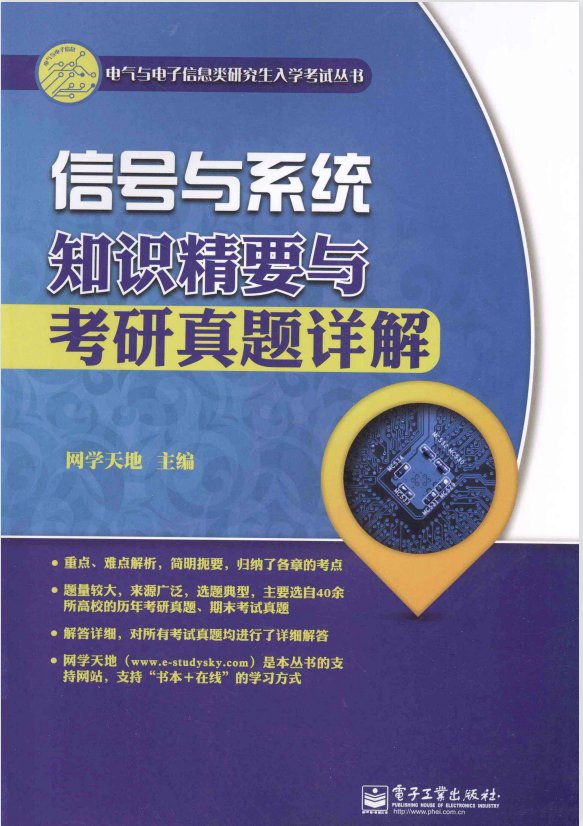 电气与电子信息
电气与电子信息类研究生入学考试丛书
信号与系统
知识精要与
考研真题详解
网学天地 主编
• 重点、难点解析，简明扼要，归纳了各章的考点
• 题量较大，来源广泛，选题典型，主要选自40余
所高校的历年考研真题、期末考试真题
• 解答详细，对所有考试真题均进行了详细解答
• 网学天地（www.e-studysky.com）是本丛书的支
持网站，支持“书本＋在线”的学习方式
電子工業出版社·
PUBLISHING HOUSE OF ELECTRONICS INDUSTRY
http://www.phei.com.cn